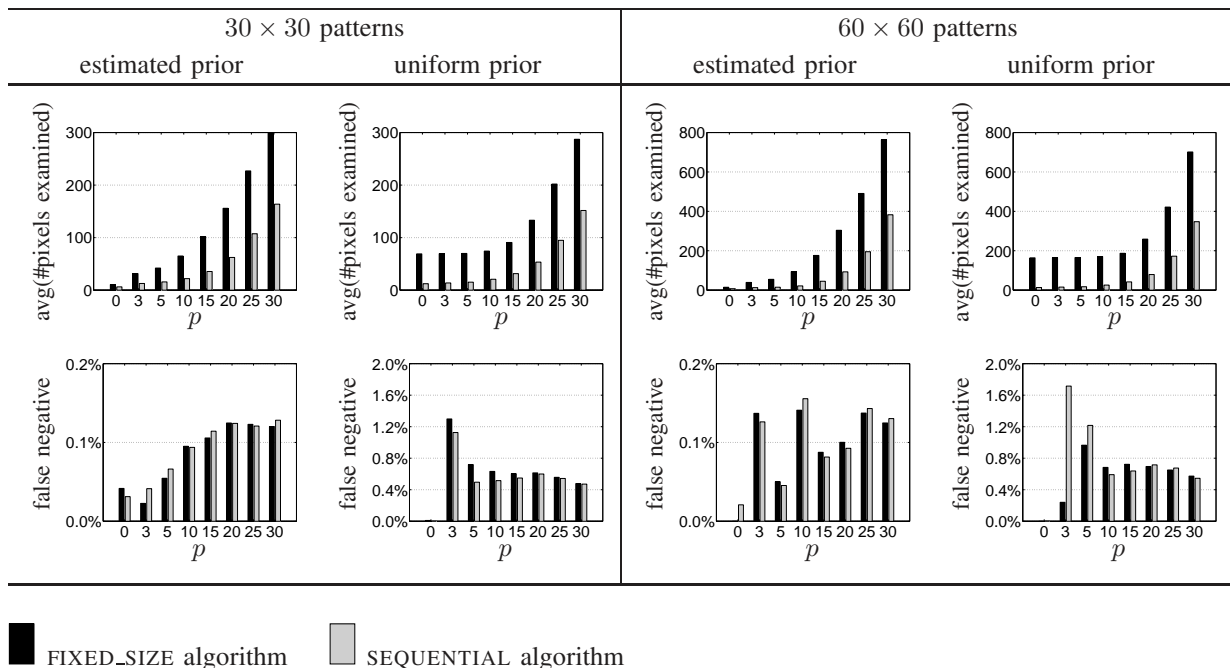 30 × 30 patterns 60 × 60 patterns
estimated prior uniform prior estimated prior uniform prior
avg(#pixels examined)
300
200
100
0
0 3 5 10 15 20 25 30
p
avg(#pixels examined)
300
200
100
0
0 3 5 10 15 20 25 30
p
avg(#pixels examined)
800
600
400
200
0
0 3 5 10 15 20 25 30
p
avg(#pixels examined)
800
600
400
200
0
0 3 5 10 15 20 25 30
p
false negative
0.2%
0.1%
0.0%
0 3 5 10 15 20 25 30
p
false negative
2.0%
1.6%
1.2%
0.8%
0.4%
0.0%
0 3 5 10 15 20 25 30
p
false negative
0.2%
0.1%
0.0%
0 3 5 10 15 20 25 30
p
false negative
2.0%
1.6%
1.2%
0.8%
0.4%
0.0%
0 3 5 10 15 20 25 30
p
FIXED_SIZE algorithm SEQUENTIAL algorithm